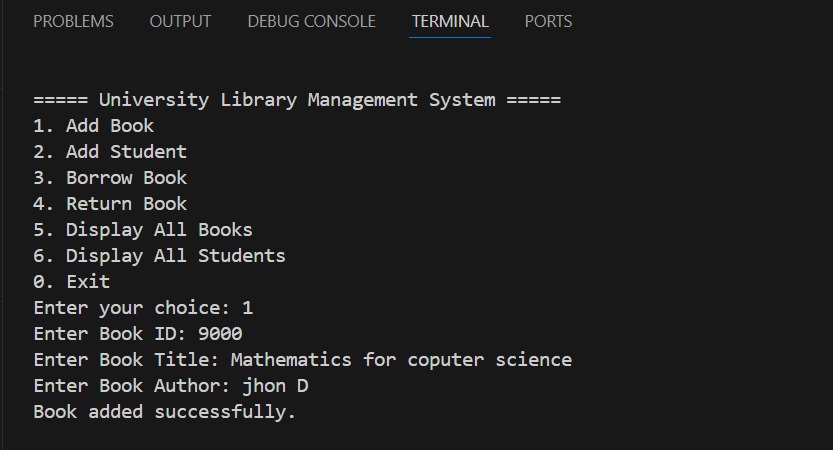 PROBLEMS OUTPUT DEBUG CONSOLE TERMINAL PORTS
===== University Library Management System =====
1. Add Book
2. Add Student
3. Borrow Book
4. Return Book
5. Display All Books
6. Display All Students
0. Exit
Enter your choice: 1
Enter Book ID: 9000
Enter Book Title: Mathematics for coputer science
Enter Book Author: jhon D
Book added successfully.